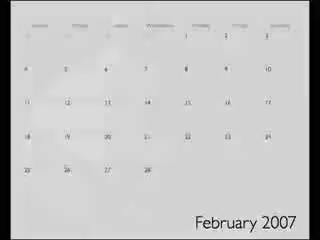 Wednesday
1 2 3
4 5 6 7 8 9 10
11 12 13 14 15 16 17
18 19 20 21 22 23 24
25 26 27 28
February 2007